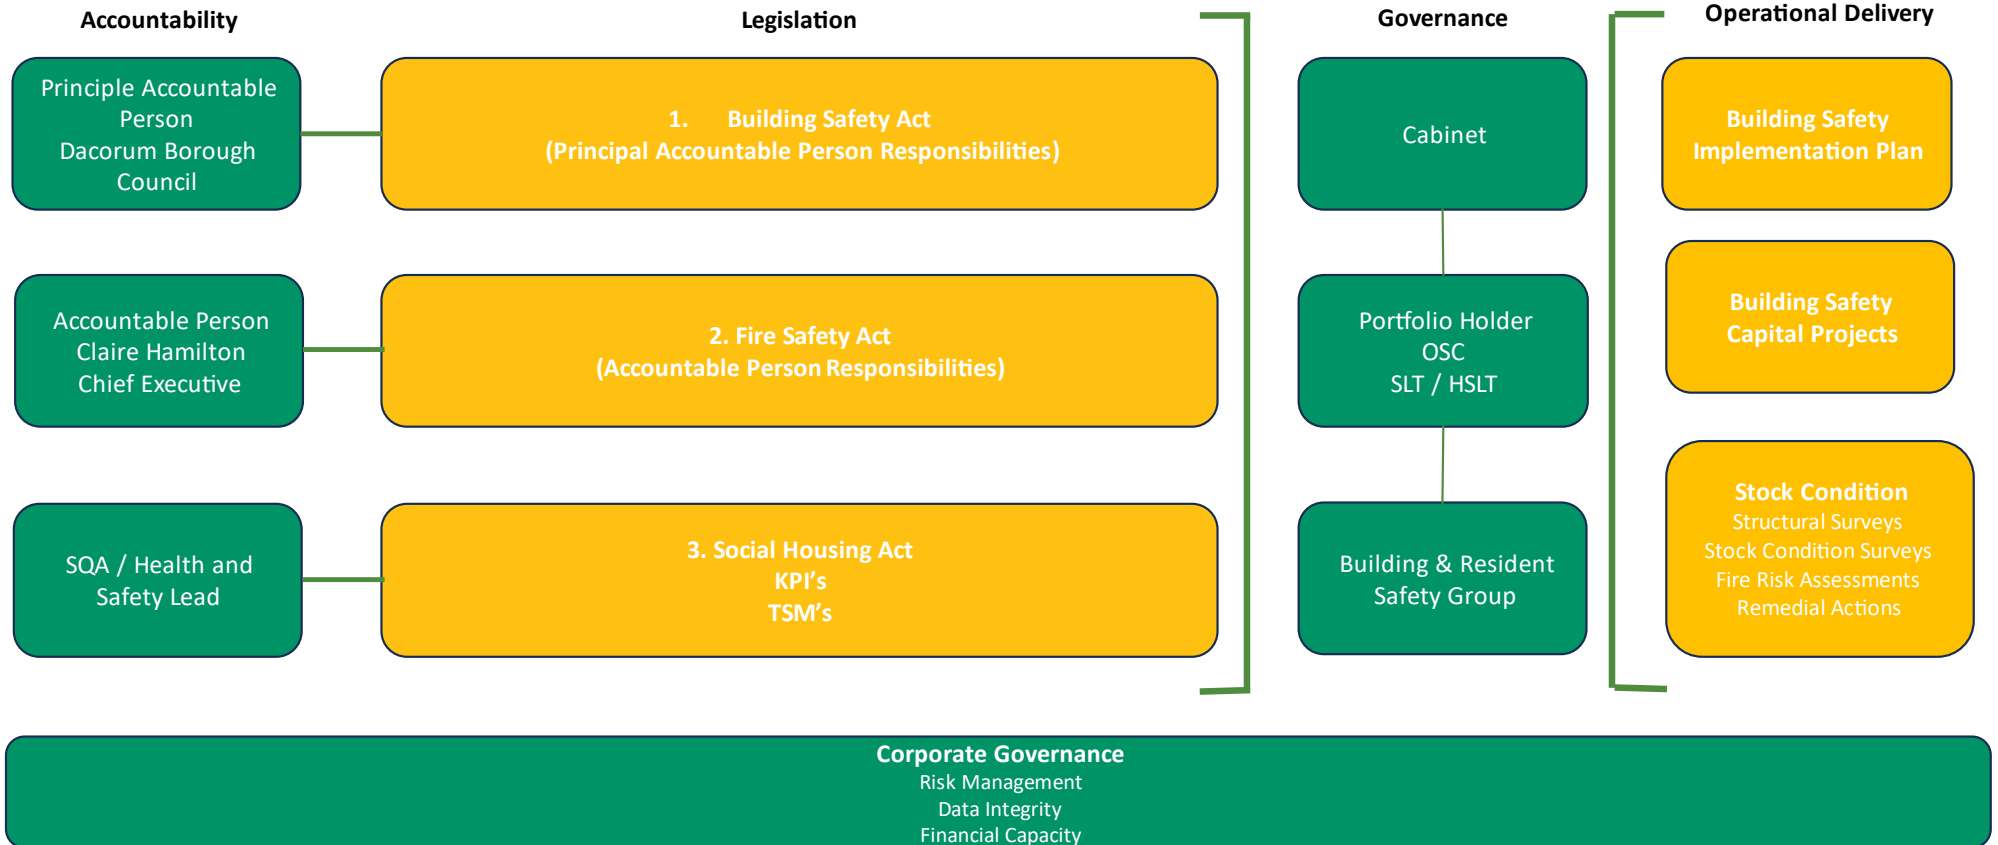 Accountability
Legislation
Governance
Operational Delivery
Principle Accountable
Person
Dacorum Borough
Council
1. Building Safety Act
(Principal Accountable Person Responsibilities)
Cabinet
Building Safety
Implementation Plan
Accountable Person
Claire Hamilton
Chief Executive
2. Fire Safety Act
(Accountable Person Responsibilities)
Portfolio Holder
OSC
SLT / HSLT
Building Safety
Capital Projects
SQA / Health and
Safety Lead
3. Social Housing Act
KPI’s
TSM’s
Building & Resident
Safety Group
Stock Condition
Structural Surveys
Stock Condition Surveys
Fire Risk Assessments
Remedial Actions
Corporate Governance
Risk Management
Data Integrity
Financial Capacity